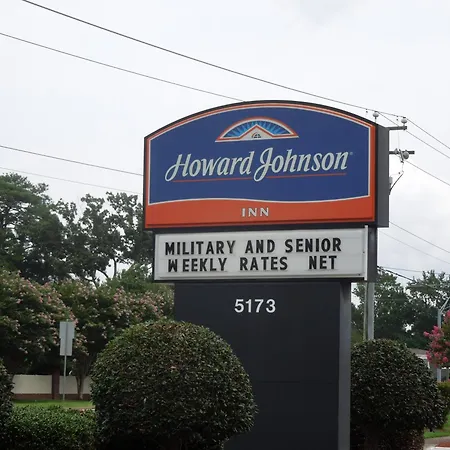 Howard Johnson
INN
MILITARY AND SENIOR
WEEKLY RATES NET
5173